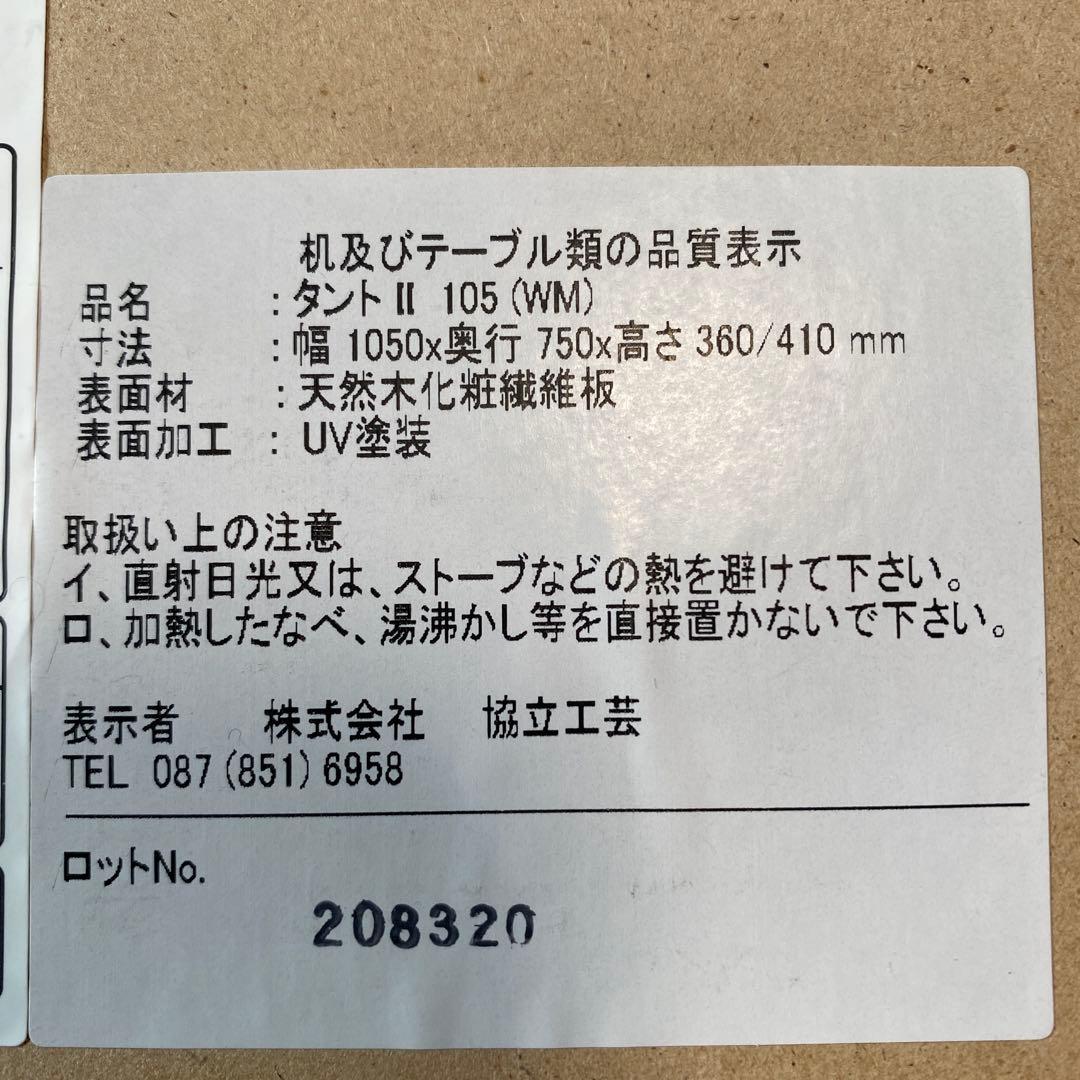 机及びテーブル類の品質表示
品名 : タント II 105 (WM)
寸法 : 幅 1050x奥行 750x高さ 360/410 mm
表面材 : 天然木化粧繊維板
表面加工 : UV塗装
取扱い上の注意
イ、直射日光又は、ストーブなどの熱を避けて下さい。
ロ、加熱したなべ、湯沸かし等を直接置かないで下さい。
表示者 株式会社 協立工芸
TEL 087(851)6958
ロットNo.
208320